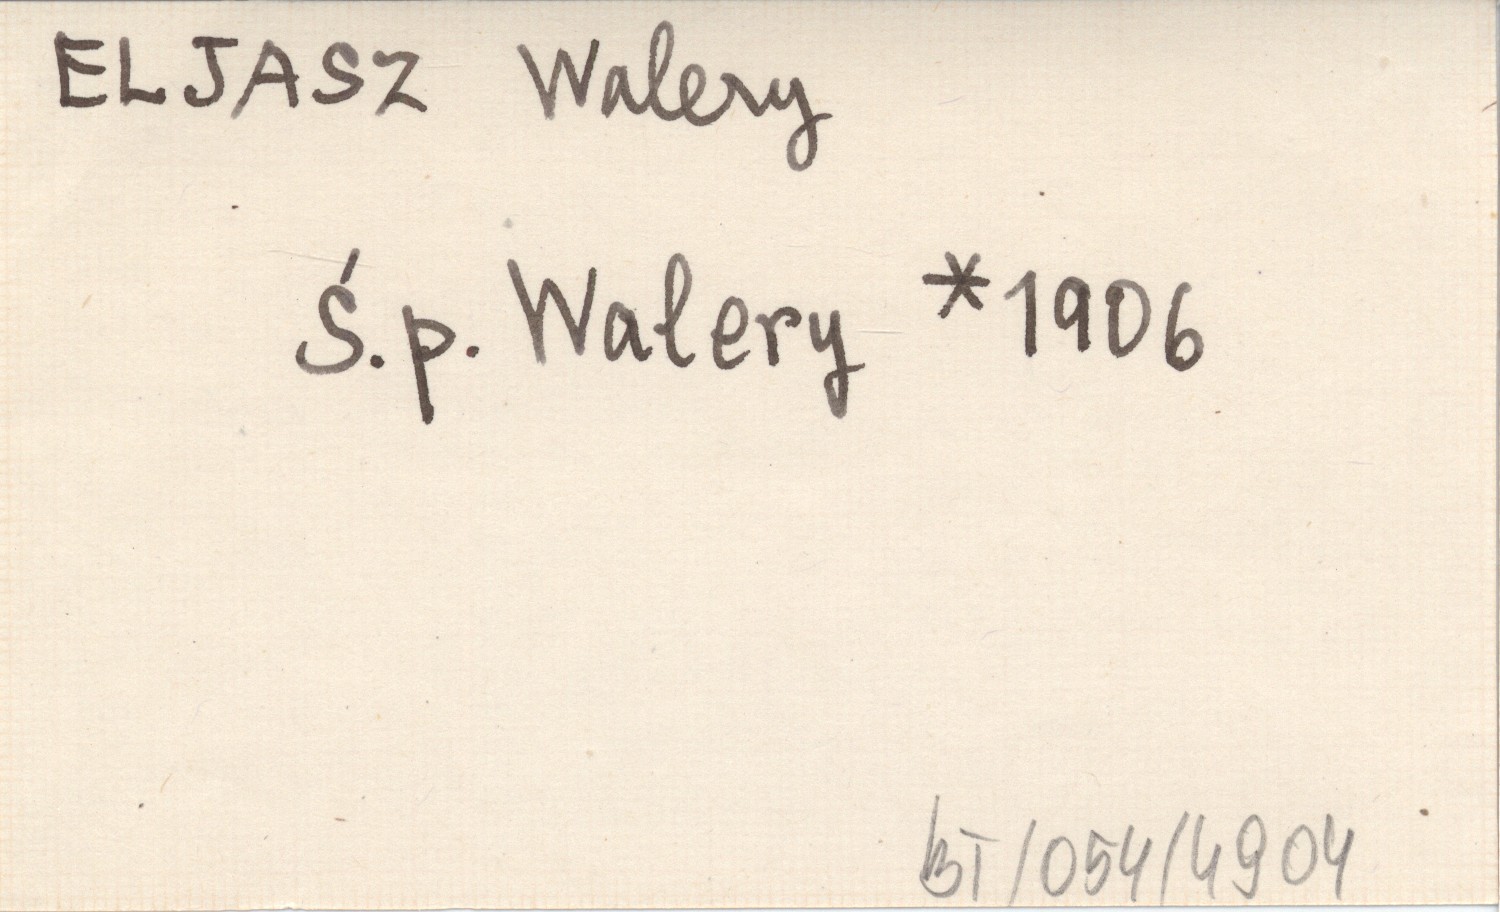 ELJASZ Walery
Ś.p. Walery *1906
BT/054/4904